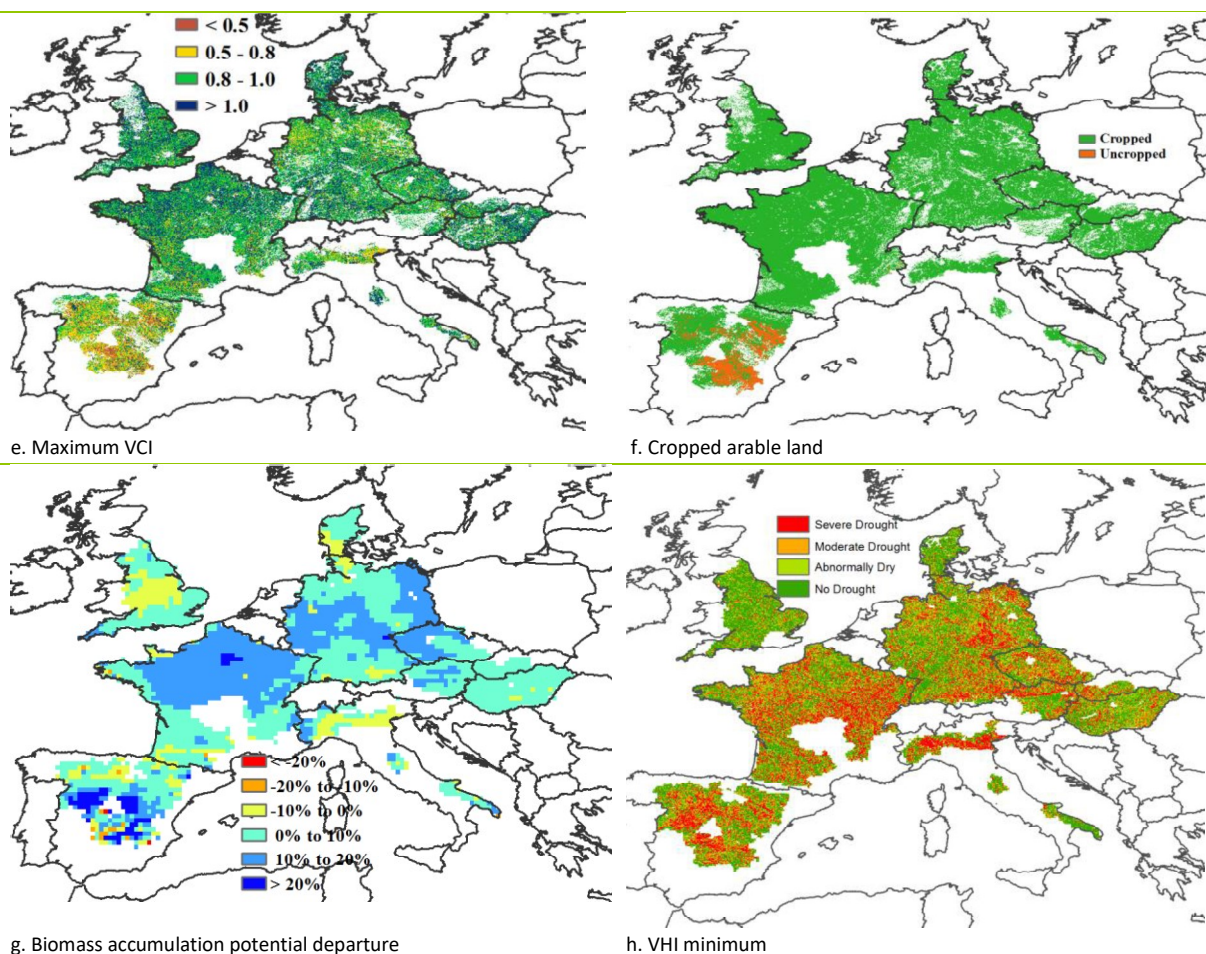 < 0.5
0.5 - 0.8
0.8 - 1.0
> 1.0
Cropped
Uncropped
e. Maximum VCI
f. Cropped arable land
< -20%
-20% to -10%
-10% to 0%
0% to 10%
10% to 20%
> 20%
Severe Drought
Moderate Drought
Abnormally Dry
No Drought
g. Biomass accumulation potential departure
h. VHI minimum